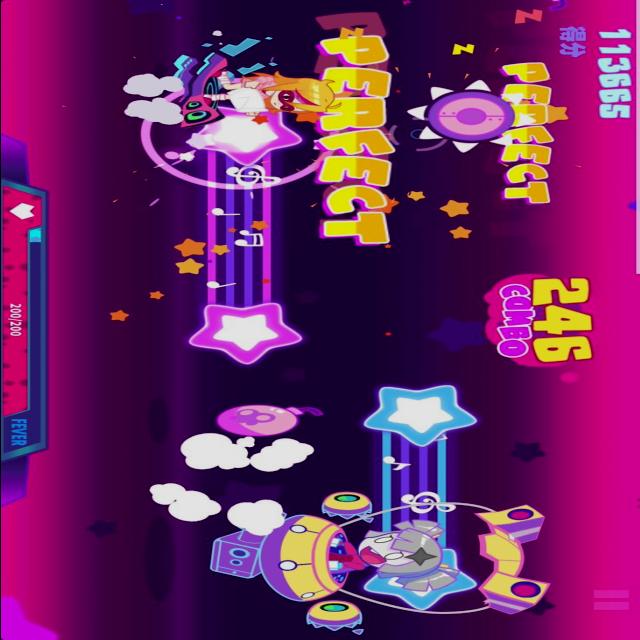 得分
113665
PERFECT
PERFECT
246
COMBO
200/200
FEVER